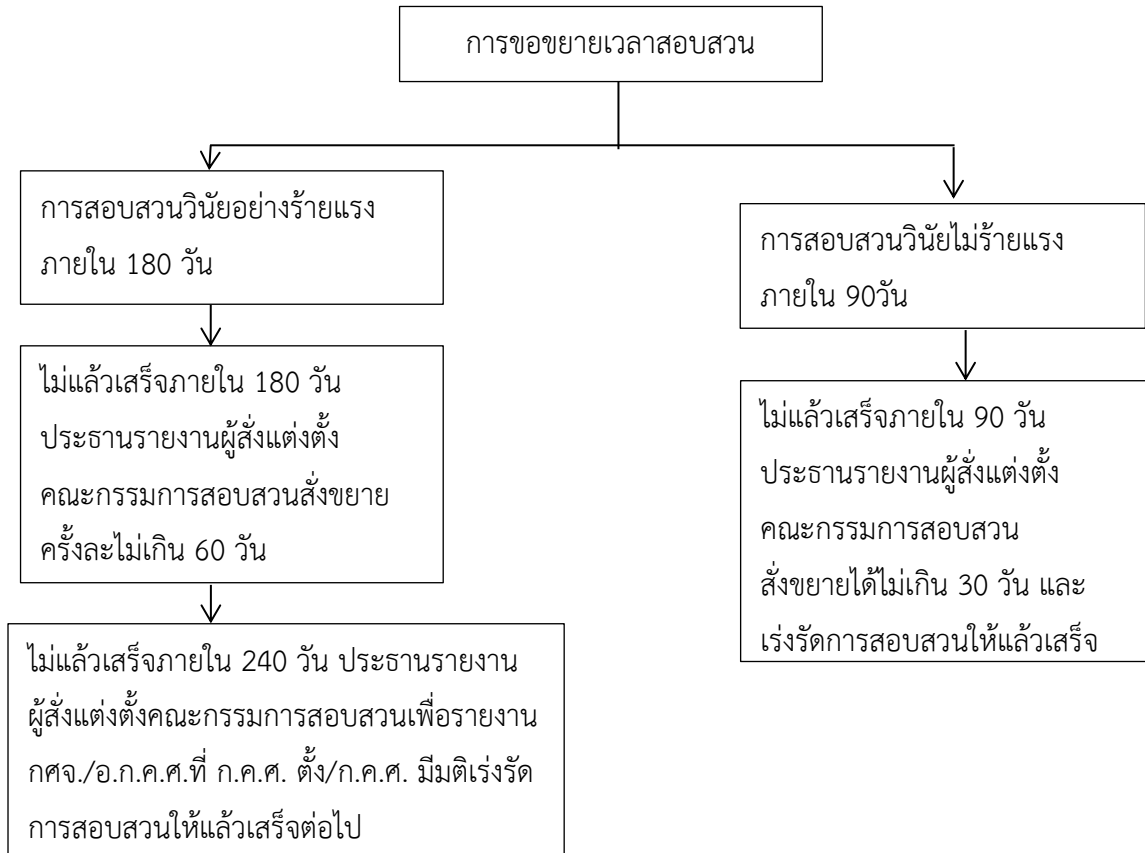 การขอขยายเวลาสอบสวน
การสอบสวนวินัยอย่างร้ายแรง
ภายใน 180 วัน
ไม่แล้วเสร็จภายใน 180 วัน
ประธานรายงานผู้สั่งแต่งตั้ง
คณะกรรมการสอบสวนสั่งขยาย
ครั้งละไม่เกิน 60 วัน
ไม่แล้วเสร็จภายใน 240 วัน ประธานรายงาน
ผู้สั่งแต่งตั้งคณะกรรมการสอบสวนเพื่อรายงาน
กศจ./อ.ก.ค.ศ.ที่ ก.ค.ศ. ตั้ง/ก.ค.ศ. มีมติเร่งรัด
การสอบสวนให้แล้วเสร็จต่อไป
การสอบสวนวินัยไม่ร้ายแรง
ภายใน 90วัน
ไม่แล้วเสร็จภายใน 90 วัน
ประธานรายงานผู้สั่งแต่งตั้ง
คณะกรรมการสอบสวน
สั่งขยายได้ไม่เกิน 30 วัน และ
เร่งรัดการสอบสวนให้แล้วเสร็จ